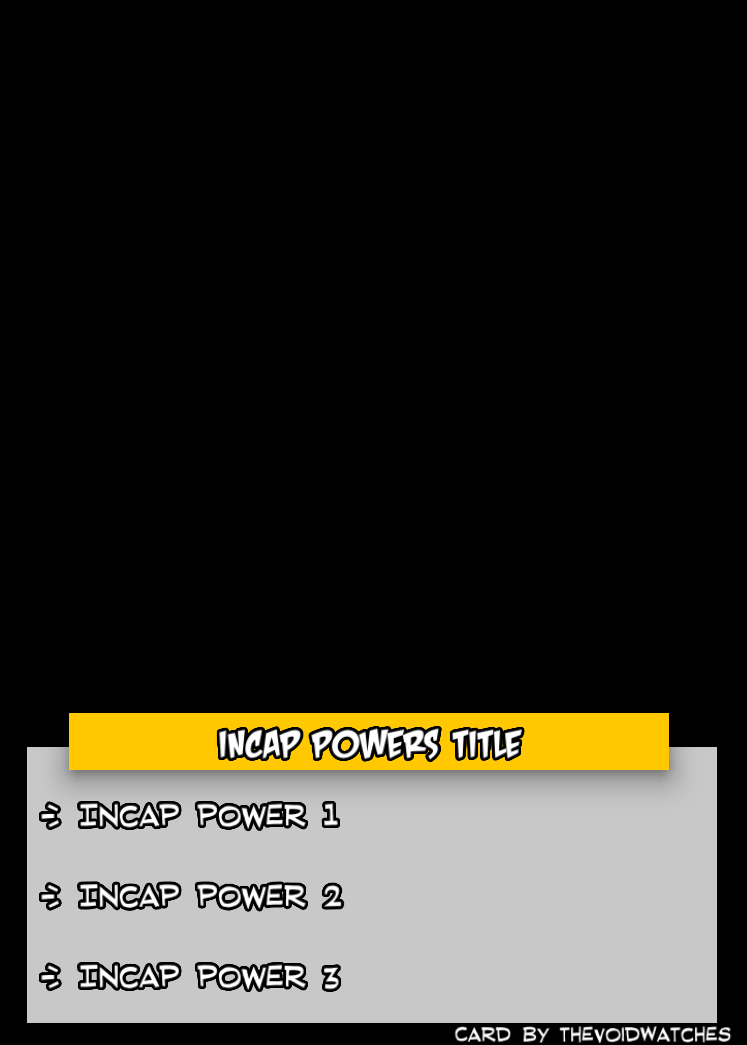 INCAP POWERS TITLE
INCAP POWER 1
INCAP POWER 2
INCAP POWER 3
CARD BY THEVOIDWATCHES